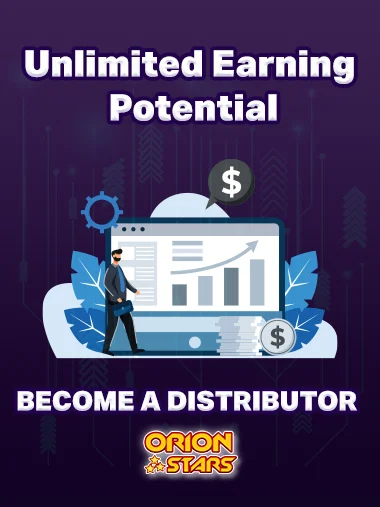 Unlimited Earning
Potential
$
$
BECOME A DISTRIBUTOR
ORION
STARS